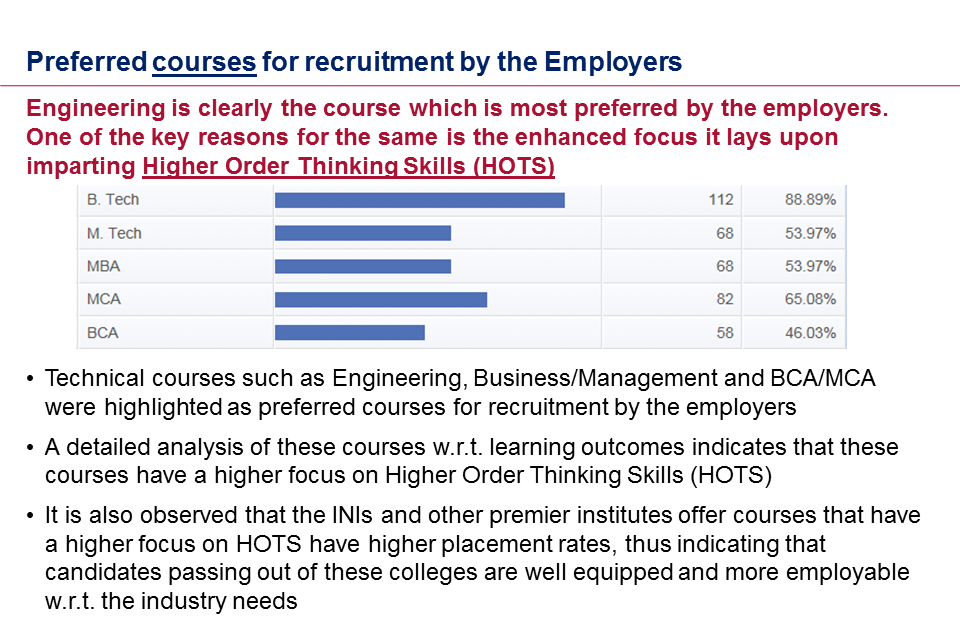 Preferred courses for recruitment by the Employers
Engineering is clearly the course which is most preferred by the employers.
One of the key reasons for the same is the enhanced focus it lays upon
imparting Higher Order Thinking Skills (HOTS)
B. Tech 112 88.89%
M. Tech 68 53.97%
MBA 68 53.97%
MCA 82 65.08%
BCA 58 46.03%
• Technical courses such as Engineering, Business/Management and BCA/MCA
were highlighted as preferred courses for recruitment by the employers
• A detailed analysis of these courses w.r.t. learning outcomes indicates that these
courses have a higher focus on Higher Order Thinking Skills (HOTS)
• It is also observed that the INIs and other premier institutes offer courses that have
a higher focus on HOTS have higher placement rates, thus indicating that
candidates passing out of these colleges are well equipped and more employable
w.r.t. the industry needs